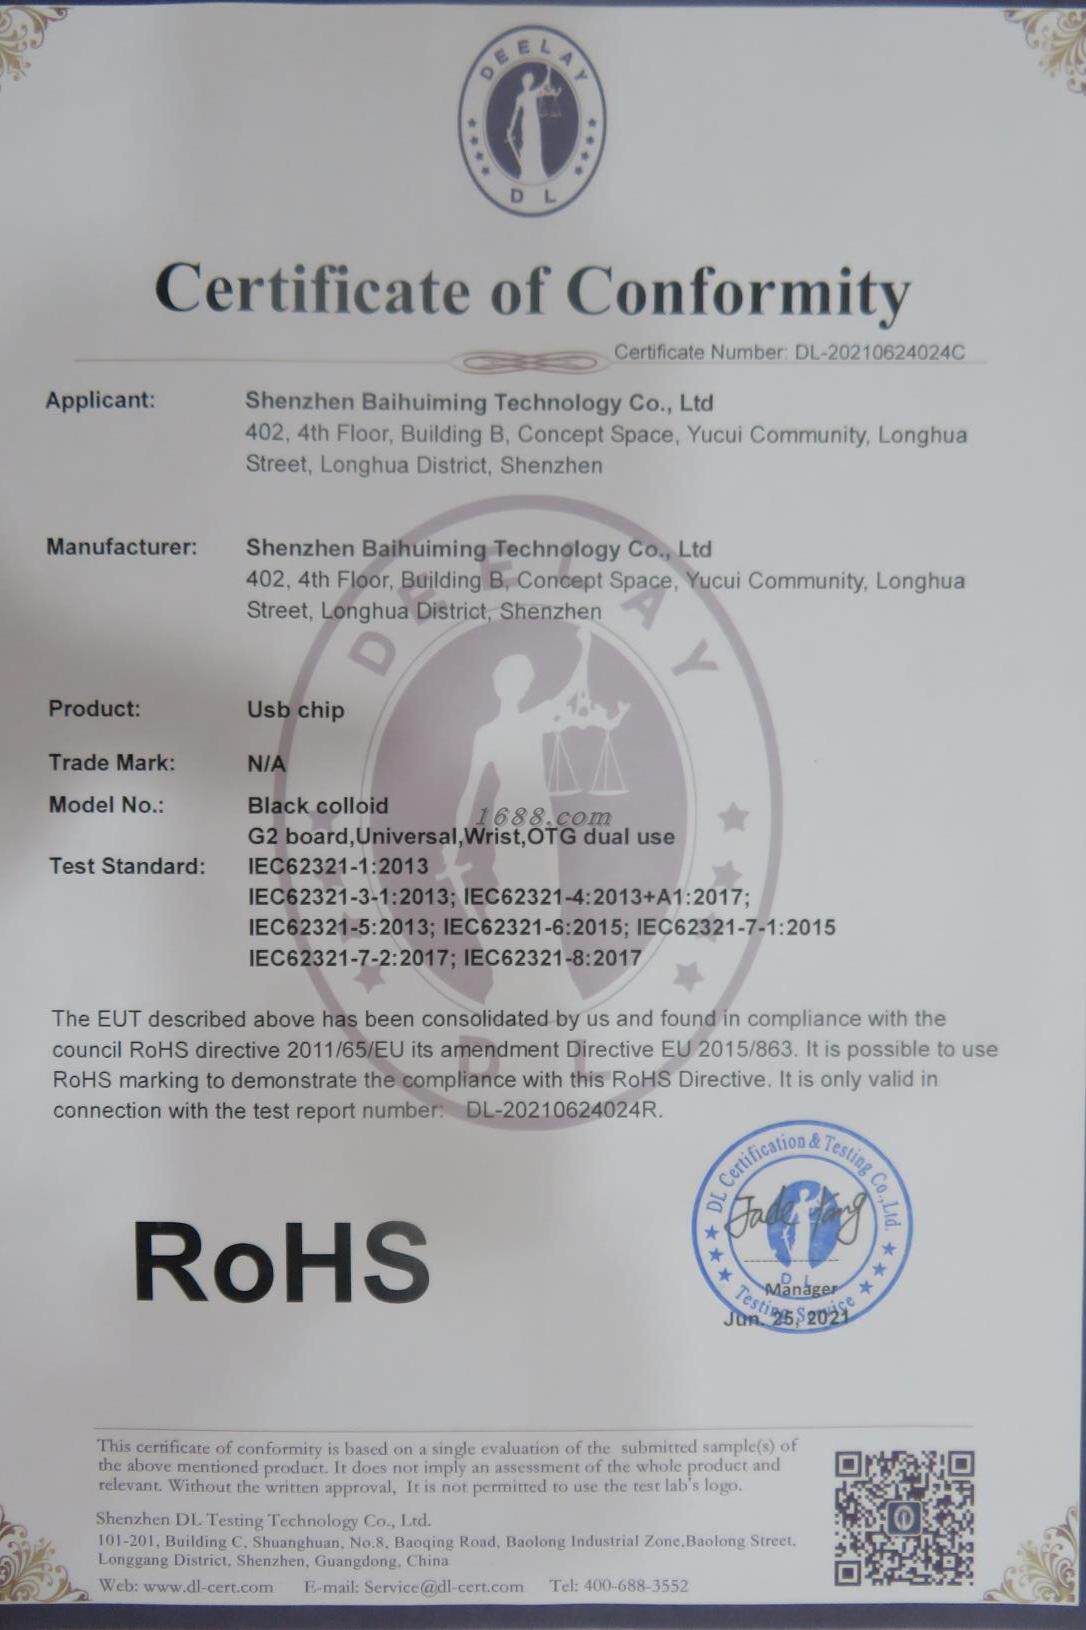 DEELAY
DL
Certificate of Conformity
Certificate Number: DL-20210624024C
Applicant: Shenzhen Baihuiming Technology Co., Ltd
402, 4th Floor, Building B, Concept Space, Yucui Community, Longhua
Street, Longhua District, Shenzhen
Manufacturer: Shenzhen Baihuiming Technology Co., Ltd
402, 4th Floor, Building B, Concept Space, Yucui Community, Longhua
Street, Longhua District, Shenzhen
DEELAY
Product: Usb chip
Trade Mark: N/A
Model No.: Black colloid
1688.com
G2 board,Universal,Wrist,OTG dual use
Test Standard: IEC62321-1:2013
IEC62321-3-1:2013; IEC62321-4:2013+A1:2017;
IEC62321-5:2013; IEC62321-6:2015; IEC62321-7-1:2015
IEC62321-7-2:2017; IEC62321-8:2017
The EUT described above has been consolidated by us and found in compliance with the
council RoHS directive 2011/65/EU its amendment Directive EU 2015/863. It is possible to use
RoHS marking to demonstrate the compliance with this RoHS Directive. It is only valid in
connection with the test report number: DL-20210624024R.
DL
DL Certification & Testing Co.,Ltd.
RoHS
DL
Manager
Testing Service
Jun. 25, 2021
This certificate of conformity is based on a single evaluation of the submitted sample(s) of
the above mentioned product. It does not imply an assessment of the whole product and
relevant. Without the written approval, It is not permitted to use the test lab's logo.
Shenzhen DL Testing Technology Co., Ltd.
101-201, Building C, Shuanghuan, No.8, Baoqing Road, Baolong Industrial Zone,Baolong Street,
Longgang District, Shenzhen, Guangdong, China
Web: www.dl-cert.com E-mail: Service@dl-cert.com Tel: 400-688-3552